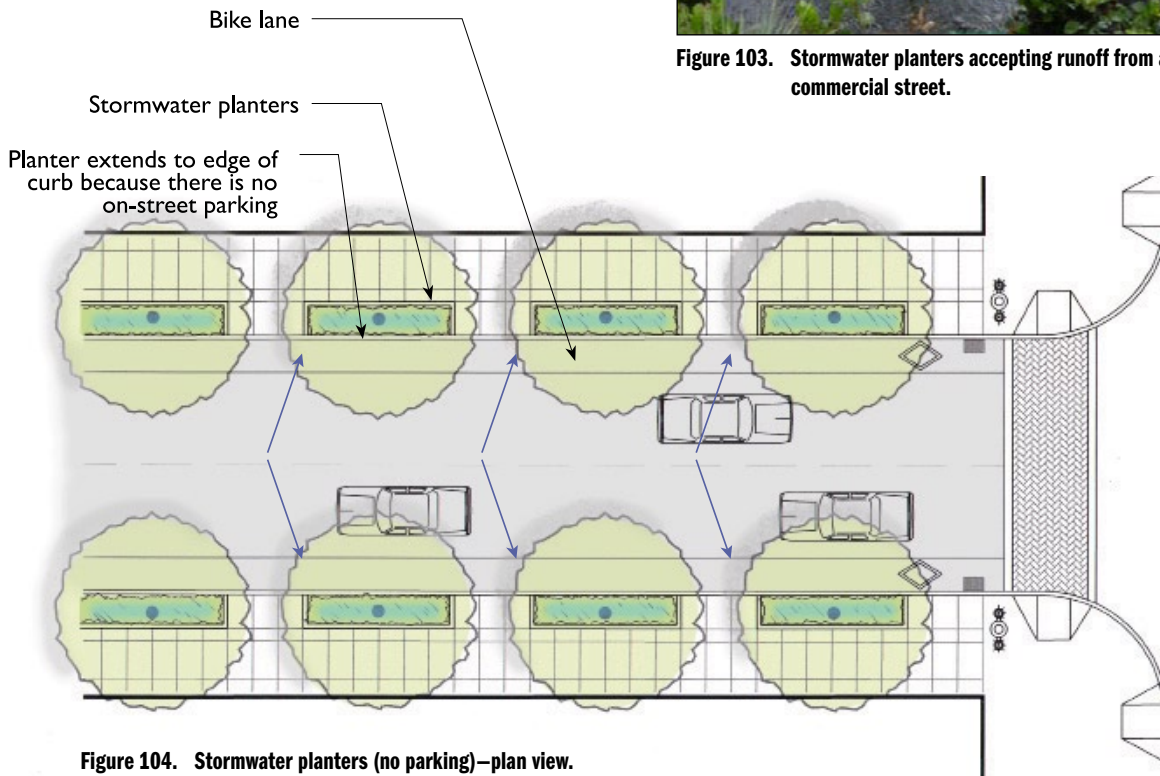 Bike lane
Figure 103. Stormwater planters accepting runoff from a
commercial street.
Stormwater planters
Planter extends to edge of
curb because there is no
on-street parking
Figure 104. Stormwater planters (no parking)—plan view.